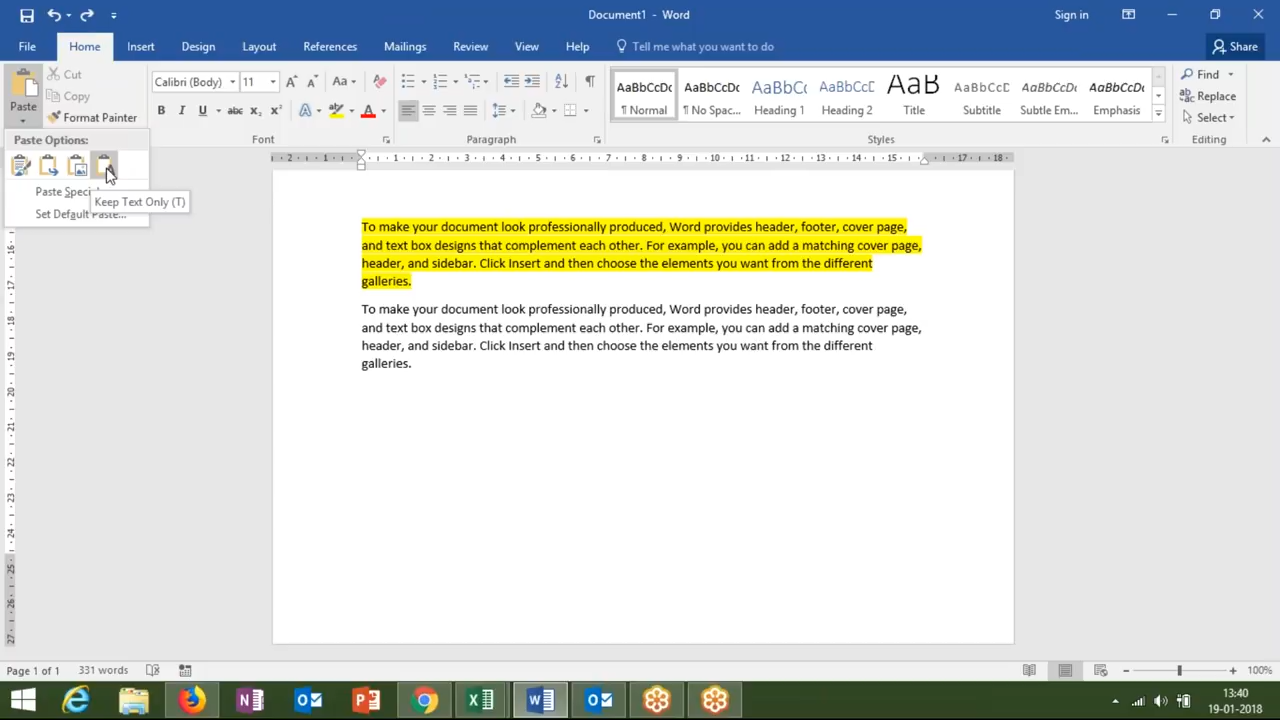 Document1 - Word
Sign in
File Home Insert Design Layout References Mailings Review View Help Tell me what you want to do Share
Paste
Cut
Copy
Format Painter
Calibri (Body) 11
Font
Paragraph
AaBbCcDc AaBbCcDc AaBbC AaBbCcD AaB AaBbCcD AaBbCcDc AaBbCcDc
¶ Normal ¶ No Spac... Heading 1 Heading 2 Title Subtitle Subtle Em... Emphasis
Styles
Find
Replace
Select
Editing
Paste Options:
Paste Speci
Keep Text Only (T)
Set Default Paste...
To make your document look professionally produced, Word provides header, footer, cover page,
and text box designs that complement each other. For example, you can add a matching cover page,
header, and sidebar. Click Insert and then choose the elements you want from the different
galleries.
To make your document look professionally produced, Word provides header, footer, cover page,
and text box designs that complement each other. For example, you can add a matching cover page,
header, and sidebar. Click Insert and then choose the elements you want from the different
galleries.
Page 1 of 1 331 words
100%
13:40
19-01-2018